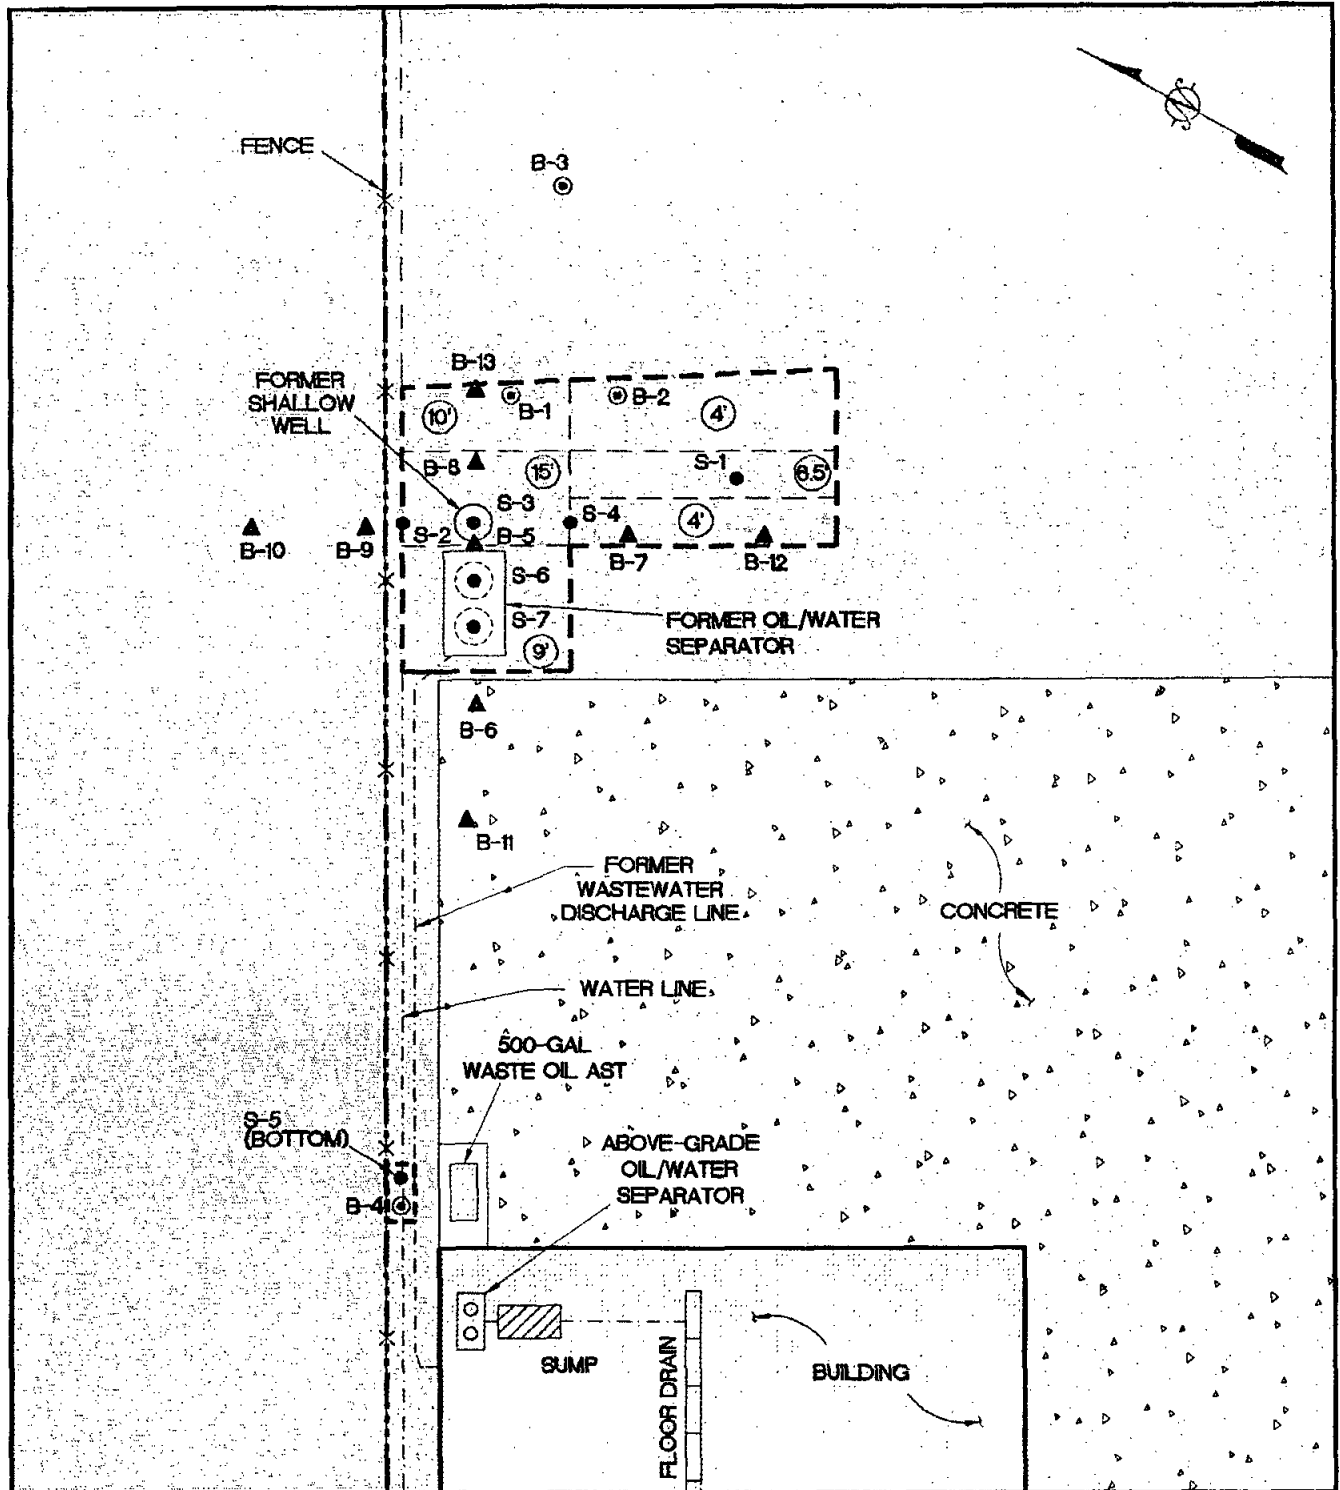 N
FENCE
B-3
B-13
FORMER
SHALLOW
WELL
10'
B-1
B-2
4'
B-8
15'
S-1
6.5'
S-3
S-4
4'
B-10
B-9
S-2
B-5
B-7
B-12
S-6
S-7
FORMER OIL/WATER
SEPARATOR
9'
B-6
B-11
FORMER
WASTEWATER
DISCHARGE LINE
CONCRETE
WATER LINE
500-GAL
WASTE OIL AST
S-5
(BOTTOM)
ABOVE-GRADE
OIL/WATER
SEPARATOR
B-4
SUMP
FLOOR DRAIN
BUILDING